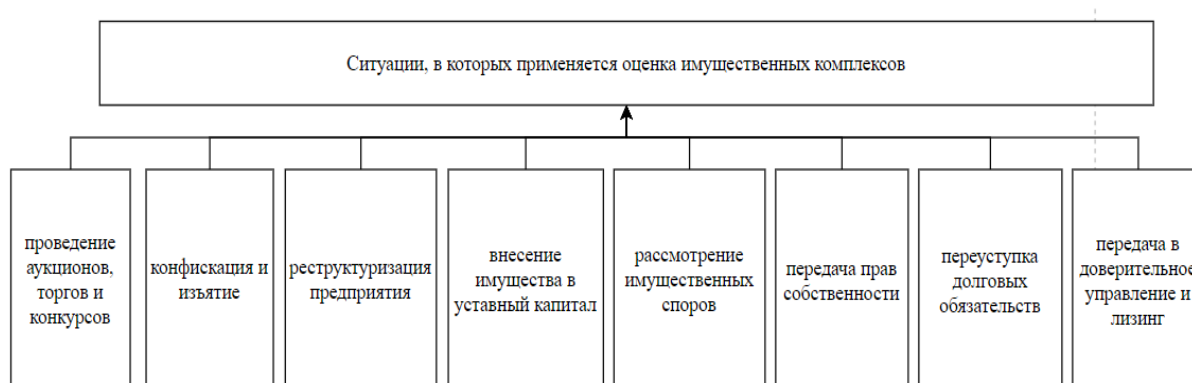 Ситуации, в которых применяется оценка имущественных комплексов
проведение
аукционов,
торгов и
конкурсов
конфискация и
изъятие
реструктуризация
предприятия
внесение
имущества в
уставный капитал
рассмотрение
имущественных
споров
передача прав
собственности
переуступка
долговых
обязательств
передача в
доверительное
управление и
лизинг